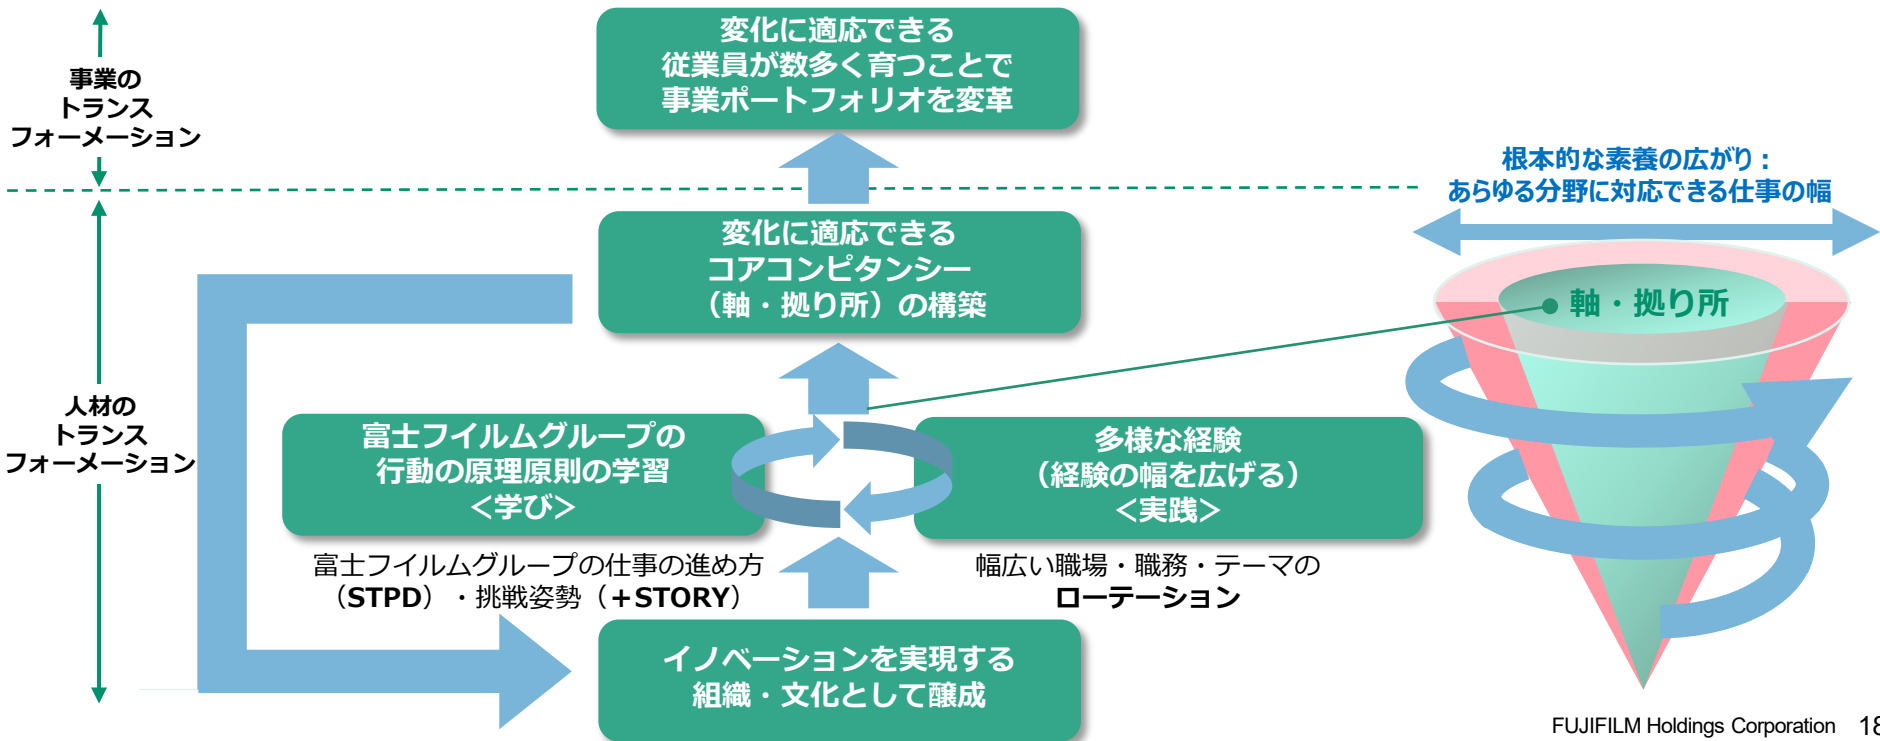 変化に適応できる
従業員が数多く育つことで
事業ポートフォリオを変革
事業の
トランス
フォーメーション
根本的な素養の広がり：
あらゆる分野に対応できる仕事の幅
変化に適応できる
コアコンピタンシー
（軸・拠り所）の構築
軸・拠り所
人材の
トランス
フォーメーション
富士フイルムグループの
行動の原理原則の学習
＜学び＞
多様な経験
（経験の幅を広げる）
＜実践＞
富士フイルムグループの仕事の進め方
（STPD）・挑戦姿勢（＋STORY）
幅広い職場・職務・テーマの
ローテーション
イノベーションを実現する
組織・文化として醸成
FUJIFILM Holdings Corporation 18